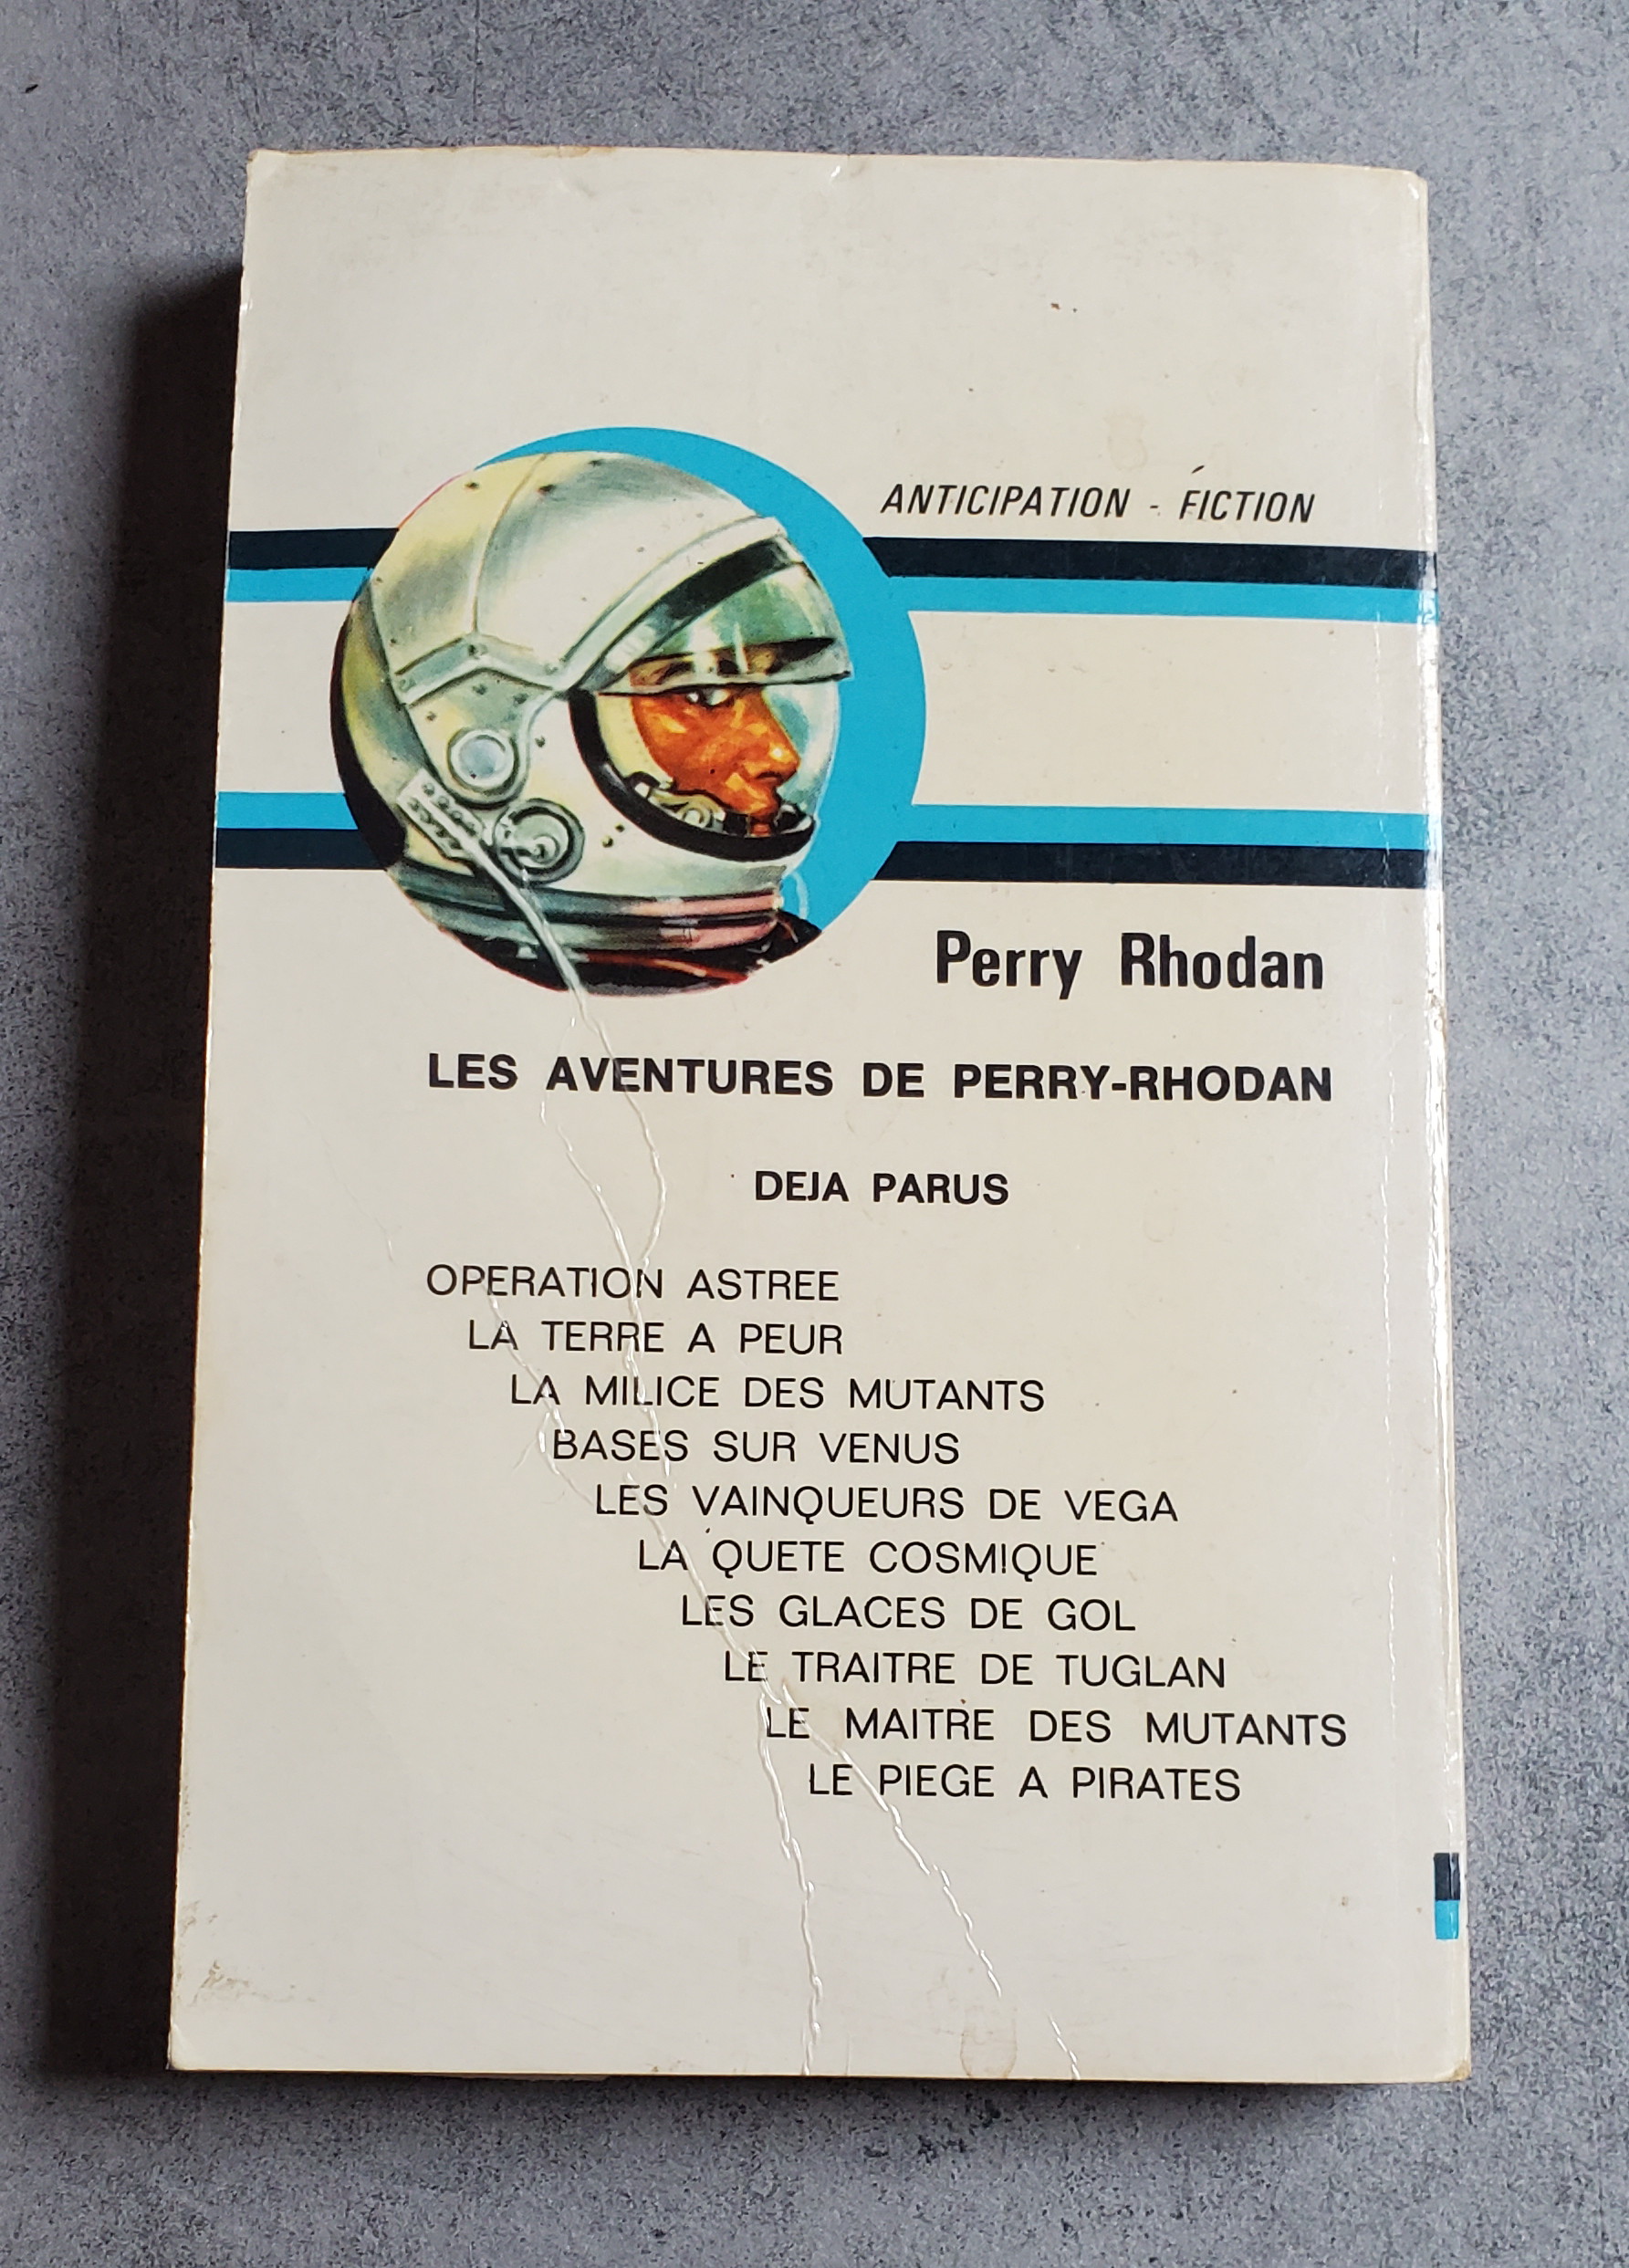 ANTICIPATION - FICTION
Perry Rhodan
LES AVENTURES DE PERRY-RHODAN
DEJA PARUS
OPERATION ASTREE
LA TERRE A PEUR
LA MILICE DES MUTANTS
BASES SUR VENUS
LES VAINQUEURS DE VEGA
LA QUETE COSMIQUE
LES GLACES DE GOL
LE TRAITRE DE TUGLAN
LE MAITRE DES MUTANTS
LE PIEGE A PIRATES